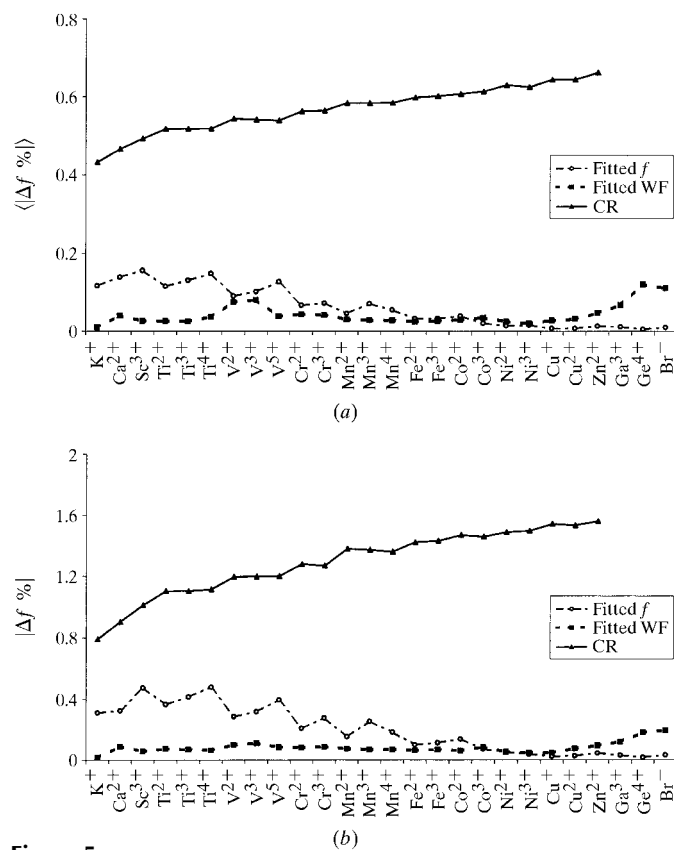 0.8
0.6
0.4
0.2
0
⟨|Δf %|⟩
Fitted f
Fitted WF
CR
K+
Ca2+
Sc3+
Ti2+
Ti3+
Ti4+
V2+
V3+
V5+
Cr2+
Cr3+
Mn2+
Mn3+
Mn4+
Fe2+
Fe3+
Co2+
Co3+
Ni2+
Ni3+
Cu+
Cu2+
Zn2+
Ga3+
Ge4+
Br−
(a)
2
1.6
1.2
0.8
0.4
0
|Δf %|
Fitted f
Fitted WF
CR
K+
Ca2+
Sc3+
Ti2+
Ti3+
Ti4+
V2+
V3+
V5+
Cr2+
Cr3+
Mn2+
Mn3+
Mn4+
Fe2+
Fe3+
Co2+
Co3+
Ni2+
Ni3+
Cu+
Cu2+
Zn2+
Ga3+
Ge4+
Br−
(b)